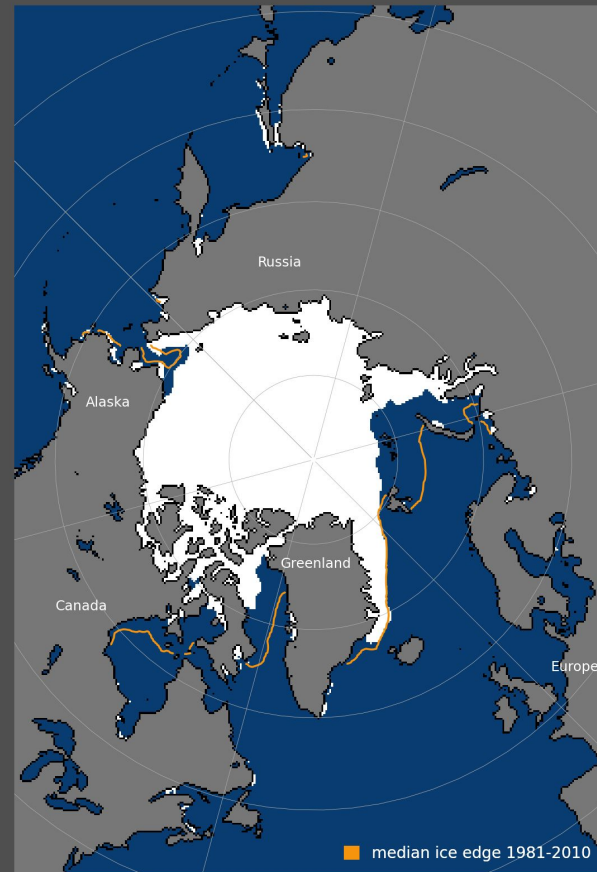 Russia
Alaska
Greenland
Canada
Europe
median ice edge 1981-2010